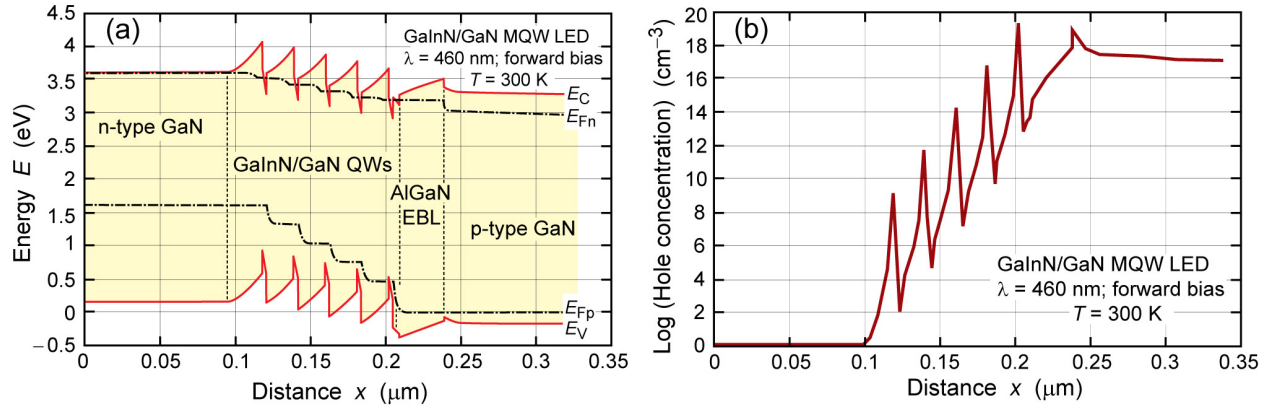 (a)
GaInN/GaN MQW LED
λ = 460 nm; forward bias
T = 300 K
Energy E (eV)
4.5
4
3.5
3
2.5
2
1.5
1
0.5
0
−0.5
E_C
E_Fn
n-type GaN
GaInN/GaN QWs
AlGaN
EBL
p-type GaN
E_Fp
E_V
0 0.05 0.1 0.15 0.2 0.25 0.3 0.35
Distance x (μm)
(b)
Log (Hole concentration) (cm⁻³)
20
18
16
14
12
10
8
6
4
2
0
GaInN/GaN MQW LED
λ = 460 nm; forward bias
T = 300 K
0 0.05 0.1 0.15 0.2 0.25 0.3 0.35
Distance x (μm)